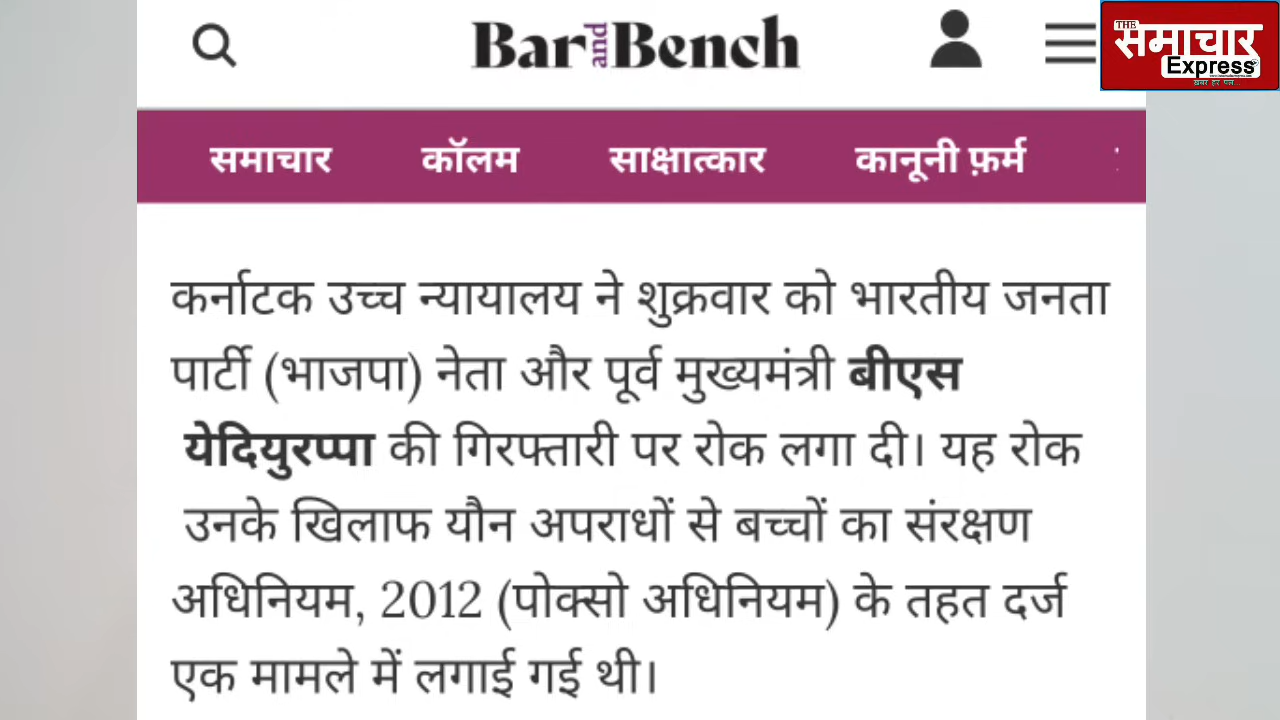 Bar and Bench
THE
समाचार
Express
समाचार कॉलम साक्षात्कार कानूनी फ़र्म
कर्नाटक उच्च न्यायालय ने शुक्रवार को भारतीय जनता
पार्टी (भाजपा) नेता और पूर्व मुख्यमंत्री बीएस
येदियुरप्पा की गिरफ्तारी पर रोक लगा दी। यह रोक
उनके खिलाफ यौन अपराधों से बच्चों का संरक्षण
अधिनियम, 2012 (पोक्सो अधिनियम) के तहत दर्ज
एक मामले में लगाई गई थी।